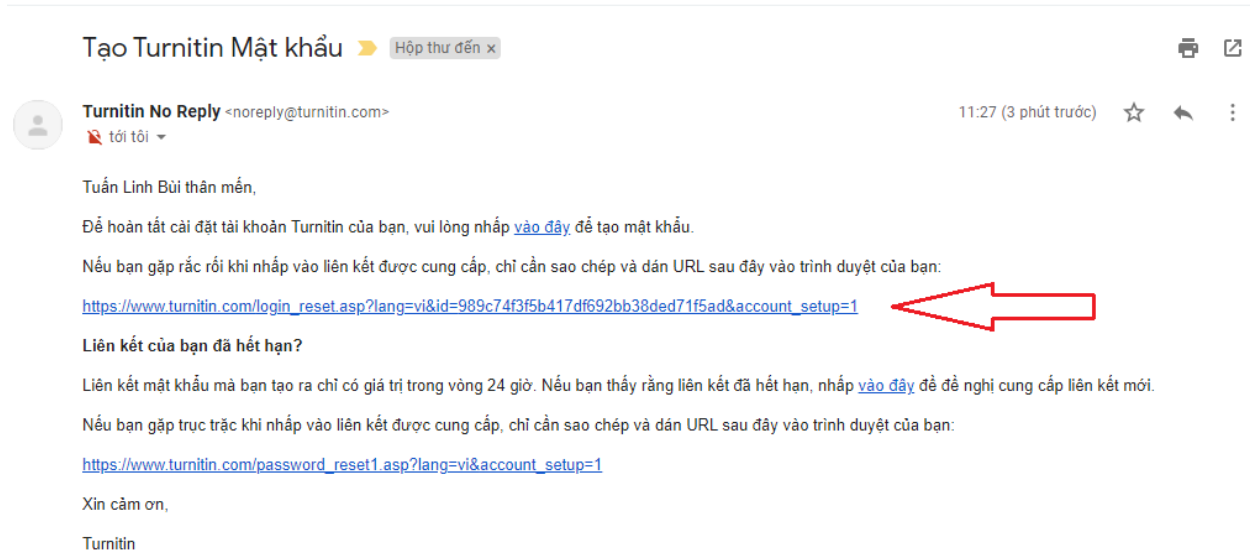 Tạo Turnitin Mật khẩu Hộp thư đến x
Turnitin No Reply <noreply@turnitin.com> 11:27 (3 phút trước)
tới tôi
Tuấn Linh Bùi thân mến,
Để hoàn tất cài đặt tài khoản Turnitin của bạn, vui lòng nhấp vào đây để tạo mật khẩu.
Nếu bạn gặp rắc rối khi nhấp vào liên kết được cung cấp, chỉ cần sao chép và dán URL sau đây vào trình duyệt của bạn:
https://www.turnitin.com/login_reset.asp?lang=vi&id=989c74f3f5b417df692bb38ded71f5ad&account_setup=1
Liên kết của bạn đã hết hạn?
Liên kết mật khẩu mà bạn tạo ra chỉ có giá trị trong vòng 24 giờ. Nếu bạn thấy rằng liên kết đã hết hạn, nhấp vào đây để đề nghị cung cấp liên kết mới.
Nếu bạn gặp trục trặc khi nhấp vào liên kết được cung cấp, chỉ cần sao chép và dán URL sau đây vào trình duyệt của bạn:
https://www.turnitin.com/password_reset1.asp?lang=vi&account_setup=1
Xin cảm ơn,
Turnitin